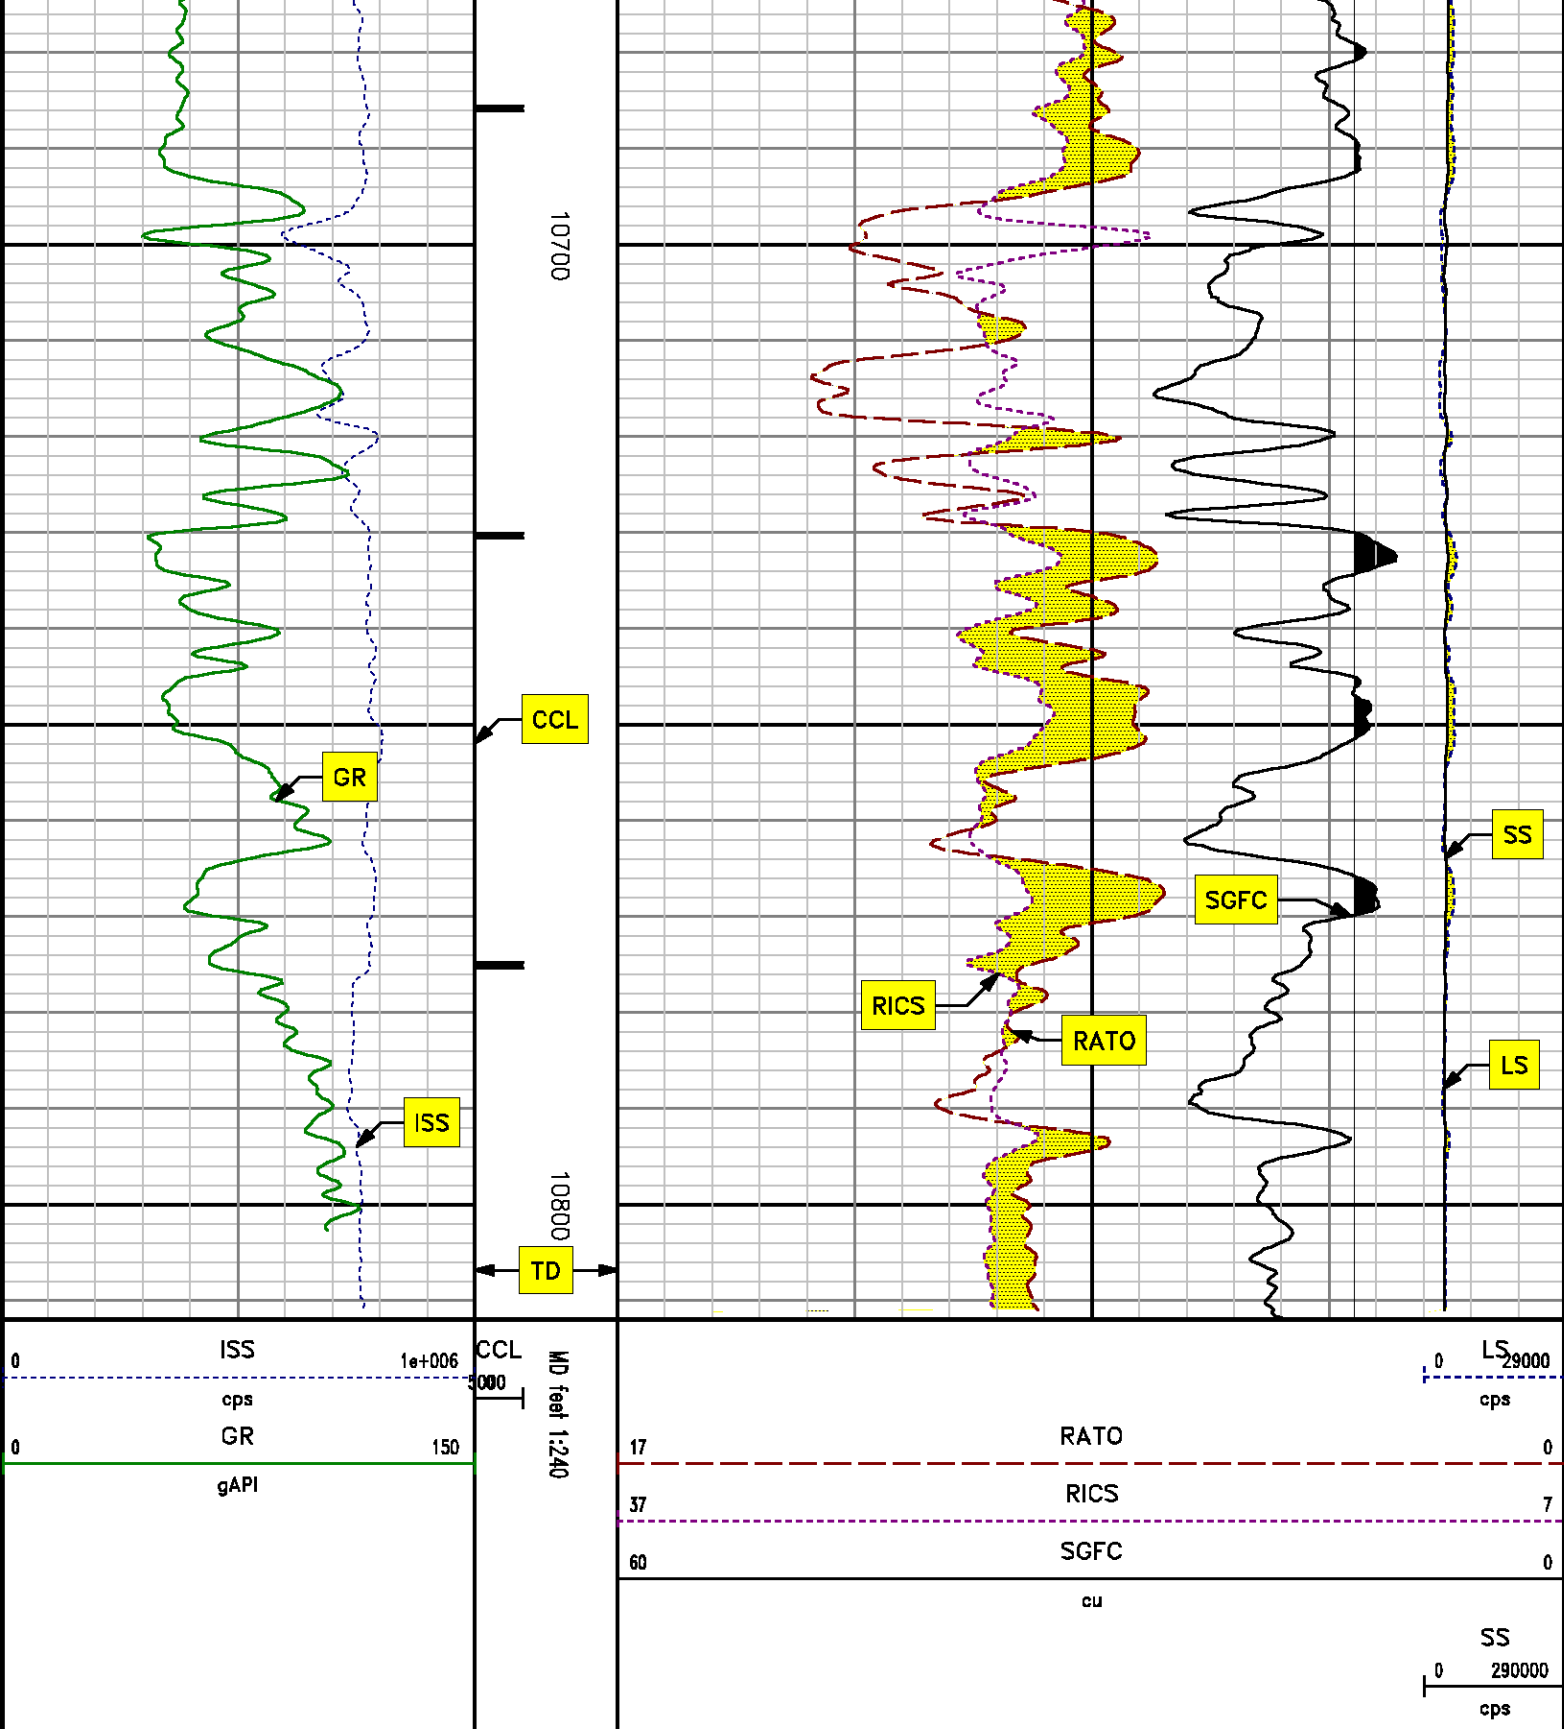 10700
CCL
GR
SS
SGFC
RICS
RATO
LS
ISS
10800
TD
ISS
0 1e+006
cps
GR
0 150
gAPI
CCL
MD feet 1:240
LS
0 29000
cps
RATO
17 0
RICS
37 7
SGFC
60 0
cu
SS
0 290000
cps